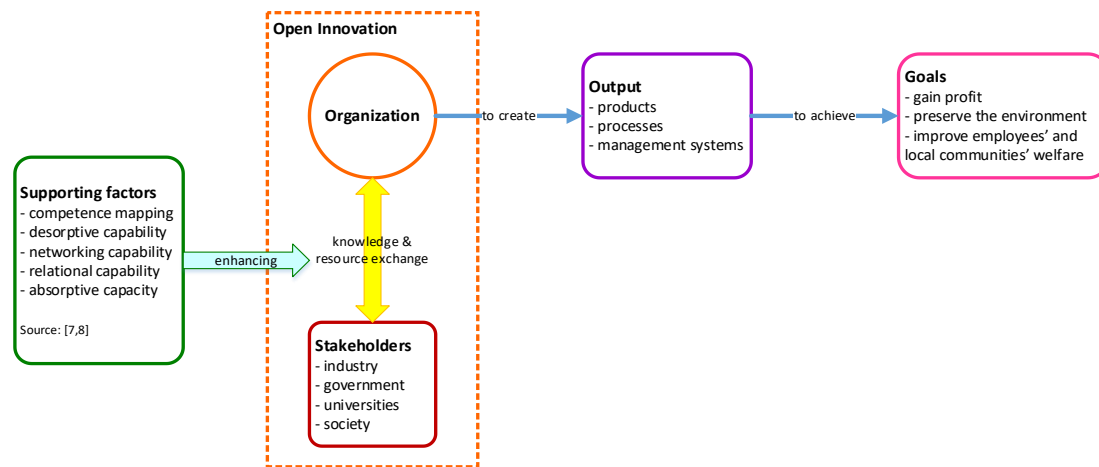 Open Innovation
Organization
to create
Output
- products
- processes
- management systems
to achieve
Goals
- gain profit
- preserve the environment
- improve employees’ and
local communities’ welfare
Supporting factors
- competence mapping
- desorptive capability
- networking capability
- relational capability
- absorptive capacity
Source: [7,8]
enhancing
knowledge &
resource exchange
Stakeholders
- industry
- government
- universities
- society